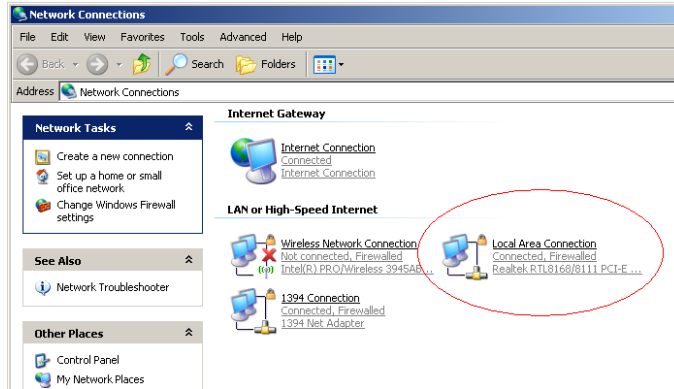 Network Connections
File Edit View Favorites Tools Advanced Help
Back Search Folders
Address Network Connections
Network Tasks
Create a new connection
Set up a home or small
office network
Change Windows Firewall
settings
See Also
Network Troubleshooter
Other Places
Control Panel
My Network Places
Internet Gateway
Internet Connection
Connected
Internet Connection
LAN or High-Speed Internet
Wireless Network Connection
Not connected, Firewalled
Intel(R) PRO/Wireless 3945AB...
Local Area Connection
Connected, Firewalled
Realtek RTL8168/8111 PCI-E ...
1394 Connection
Connected, Firewalled
1394 Net Adapter